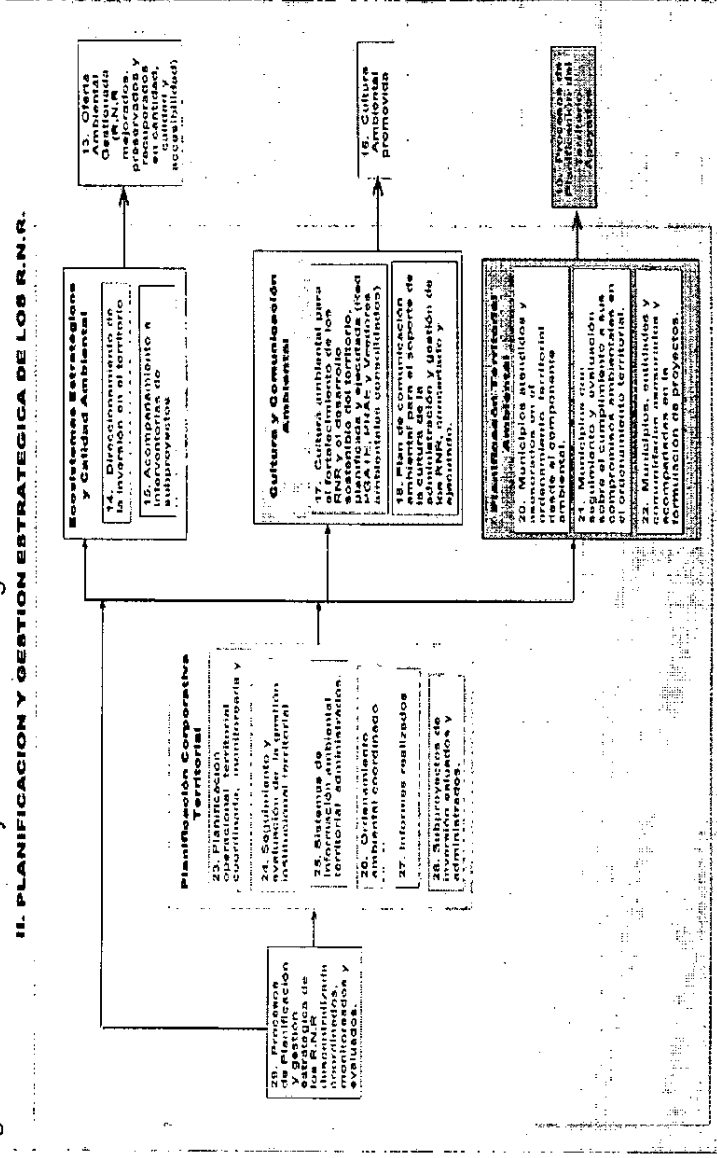 II. PLANIFICACION Y GESTION ESTRATEGICA DE LOS R.N.R.
29. Procesos
de Planificación
y gestión
estratégica de
los R.N.R
descentralizada
coordinados,
monitoreados y
evaluados.
Planificación Corporativa
Territorial
23. Planificación
operacional territorial
coordinada, monitoreada y
24. Seguimiento y
evaluación de la gestión
institucional territorial
25. Sistemas de
Información ambiental
territorial administrados.
26. Ordenamiento
ambiental coordinado
27. Informes realizados
28. Subproyectos de
inversión evaluados y
administrados.
Ecosistemas Estratégicos
y Calidad Ambiental
14. Direccionamiento de
la inversión en el territorio
15. Acompañamiento a
interventorías de
subproyectos
Cultura y Comunicación
Ambiental
17. Cultura ambiental para
el fortalecimiento de los
RNR y el desarrollo
sostenible del territorio,
planificada y ejecutada (Red
PRAE y
ambientales consolidados)
18. Plan de comunicación
ambiental para el soporte de
la cultura de la
administración y gestión de
los RNR, concertado y
ejecutado.
Planificación Territorial
Ambiental
20. Municipios atendidos y
asesorados en el
ordenamiento territorial
desde el componente
ambiental.
21. Municipios con
seguimiento y evaluación
sobre el cumplimiento a sus
compromisos ambientales en
el ordenamiento territorial.
22. Municipios, entidades y
comunidades asesorados y
acompañadas en la
formulación de proyectos.
13. Oferta
Ambiental
Gestionada
(R.N.R
mejorados,
preservados y
recuperados
en cantidad,
calidad y
accesibilidad)
16. Cultura
Ambiental
promovida
Procesos de
Planificación del
Territorio
Apoyados